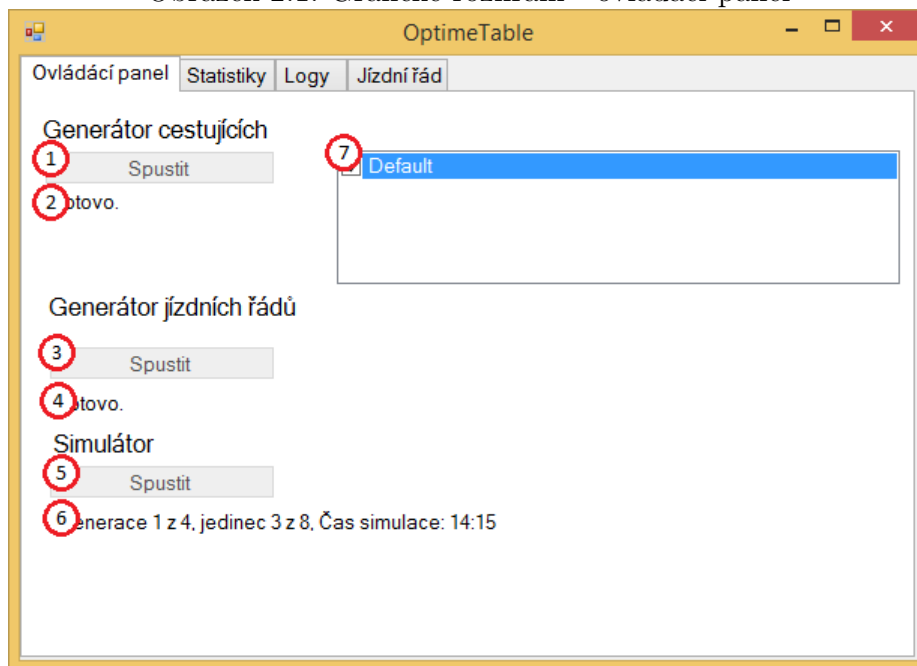 OptimeTable
Ovládácí panel Statistiky Logy Jízdní řád
Generátor cestujících
1 Spustit
7 Default
2 otovo.
Generátor jízdních řádů
3 Spustit
4 otovo.
Simulátor
5 Spustit
6 enerace 1 z 4, jedinec 3 z 8, Čas simulace: 14:15